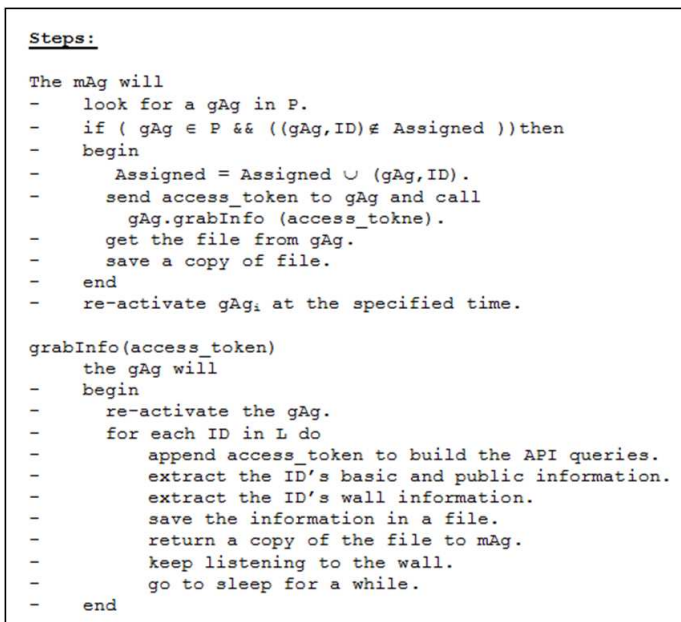 Steps:
The mAg will
- look for a gAg in P.
- if ( gAg ∈ P && ((gAg,ID)∉ Assigned ))then
- begin
- Assigned = Assigned ∪ (gAg,ID).
- send access_token to gAg and call
gAg.grabInfo (access_tokne).
- get the file from gAg.
- save a copy of file.
- end
- re-activate gAgᵢ at the specified time.
grabInfo(access_token)
the gAg will
- begin
- re-activate the gAg.
- for each ID in L do
- append access_token to build the API queries.
- extract the ID's basic and public information.
- extract the ID's wall information.
- save the information in a file.
- return a copy of the file to mAg.
- keep listening to the wall.
- go to sleep for a while.
- end